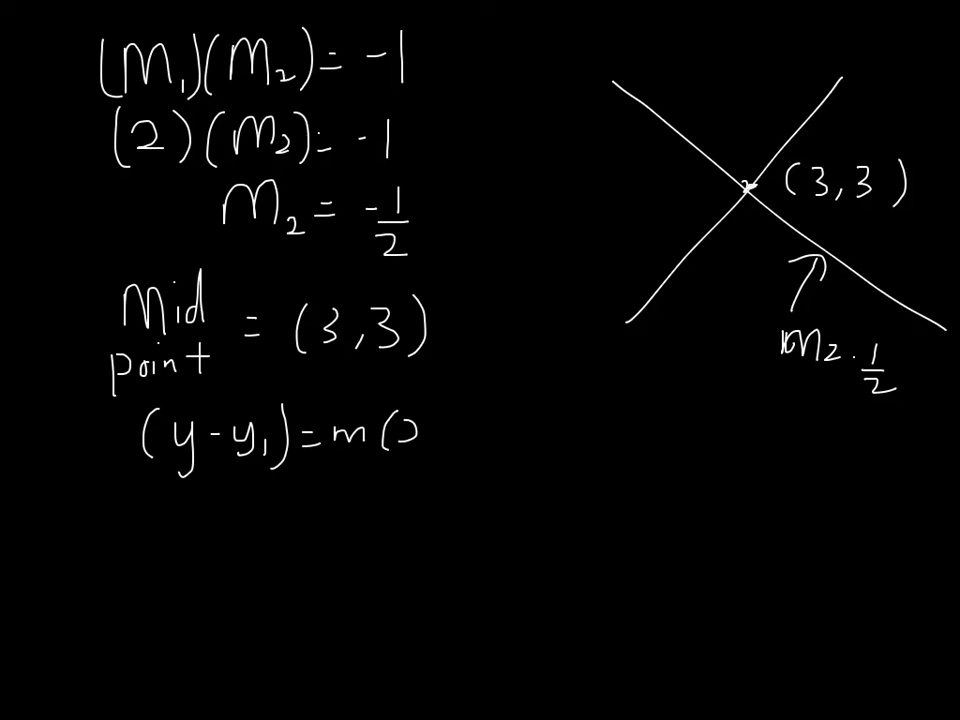 (m₁)(m₂) = -1
(2)(m₂) = -1
m₂ = -1/2
Mid point = (3,3)
(y-y₁) = m(
(3,3)
m₂ -1/2